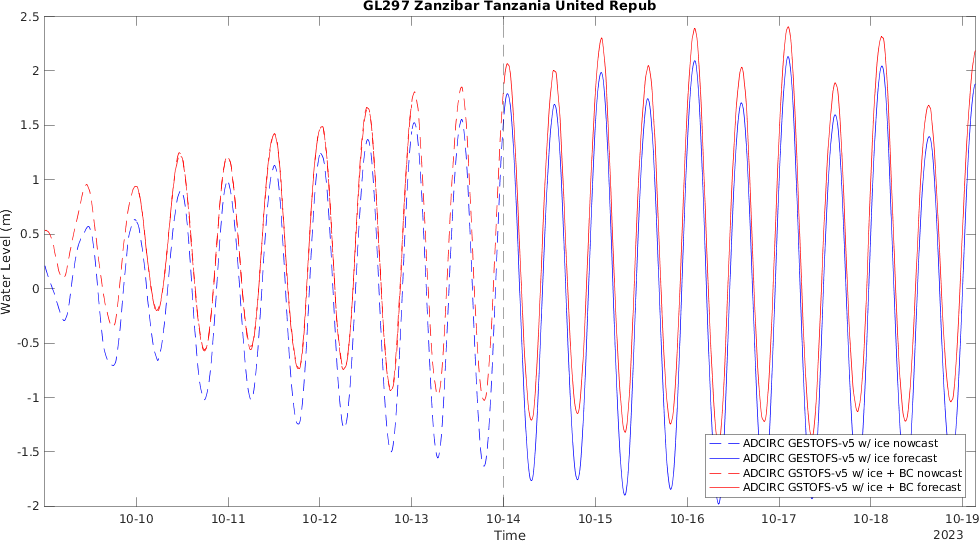 GL297 Zanzibar Tanzania United Repub
2.5
2
1.5
1
0.5
0
-0.5
-1
-1.5
-2
Water Level (m)
ADCIRC GESTOFS-v5 w/ ice nowcast
ADCIRC GESTOFS-v5 w/ ice forecast
ADCIRC GSTOFS-v5 w/ ice + BC nowcast
ADCIRC GSTOFS-v5 w/ ice + BC forecast
10-10 10-11 10-12 10-13 10-14 10-15 10-16 10-17 10-18 10-19
Time
2023